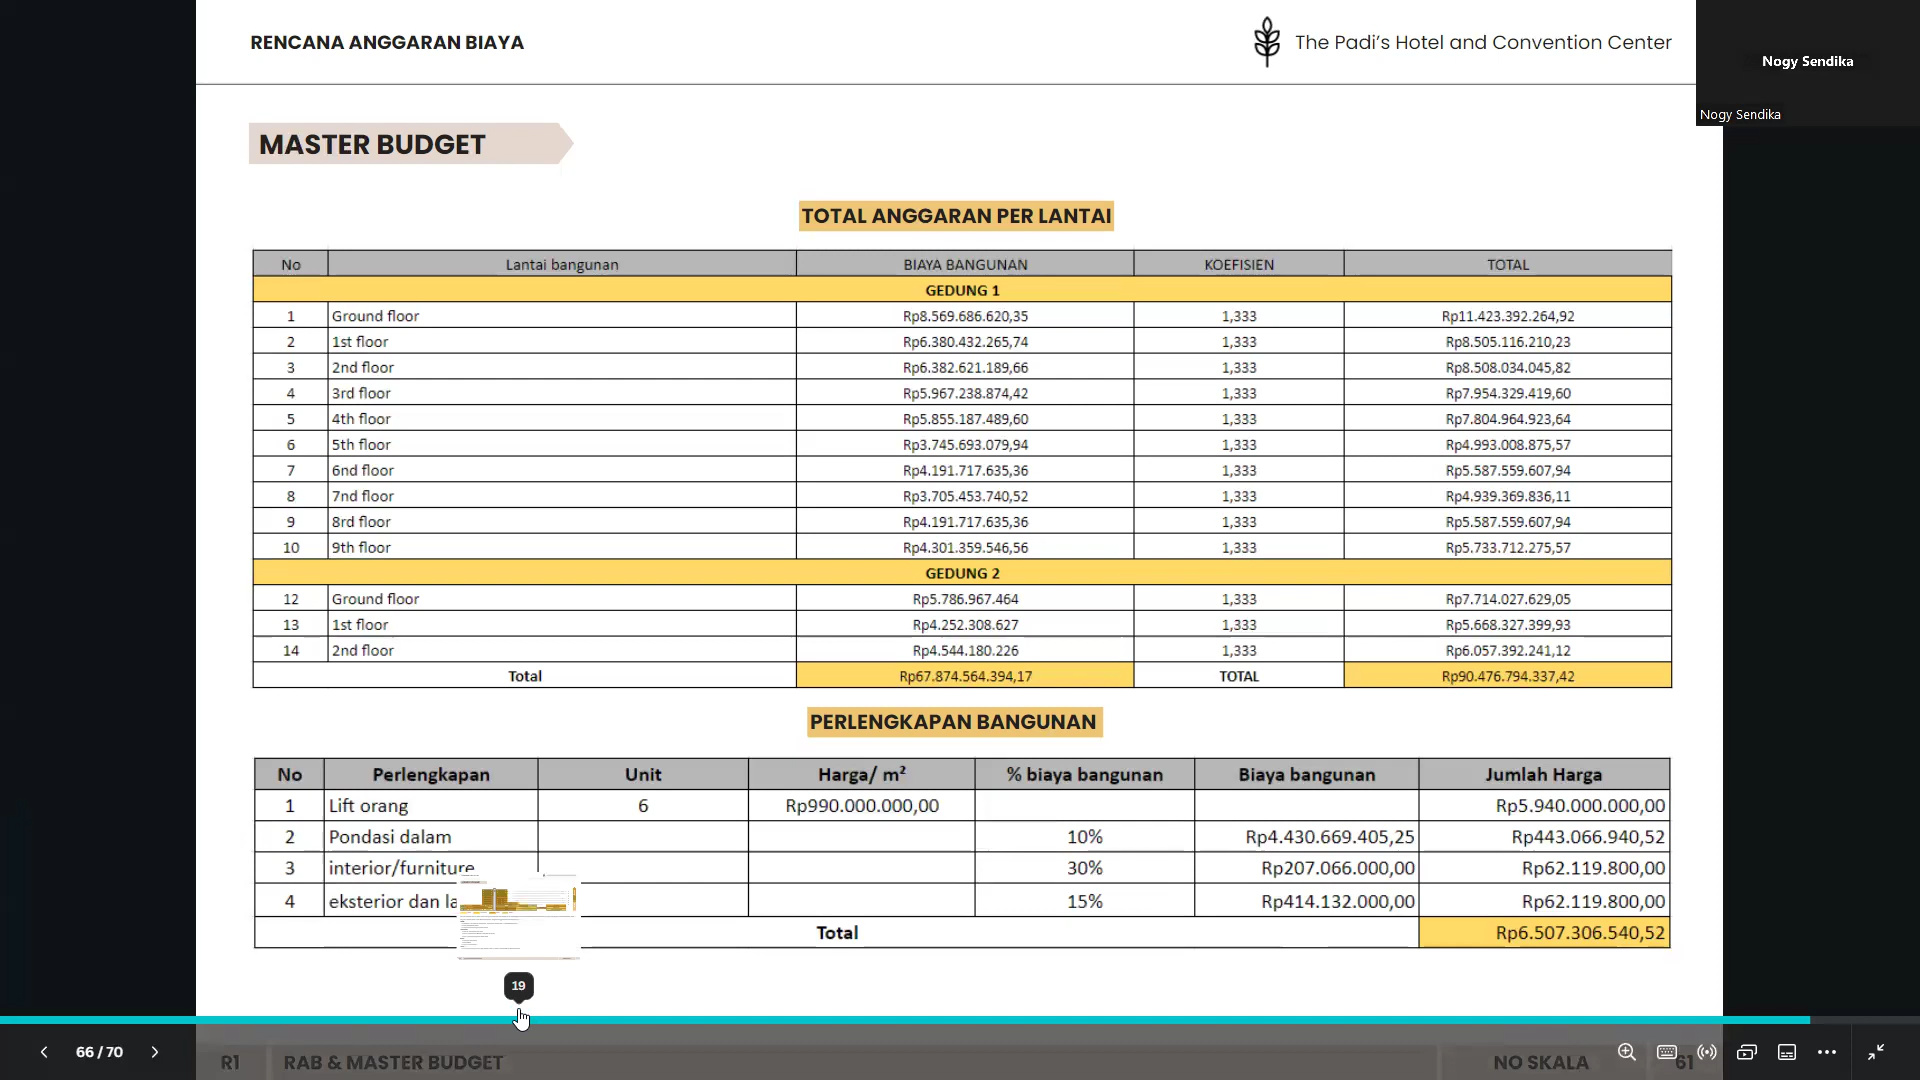 RENCANA ANGGARAN BIAYA
The Padi's Hotel and Convention Center
Nogy Sendika
Nogy Sendika
MASTER BUDGET
TOTAL ANGGARAN PER LANTAI
No Lantai bangunan BIAYA BANGUNAN KOEFISIEN TOTAL
GEDUNG 1
1 Ground floor Rp8.569.686.620,35 1,333 Rp11.423.392.264,92
2 1st floor Rp6.380.432.265,74 1,333 Rp8.505.116.210,23
3 2nd floor Rp6.382.621.189,66 1,333 Rp8.508.034.045,82
4 3rd floor Rp5.967.238.874,42 1,333 Rp7.954.329.419,60
5 4th floor Rp5.855.187.489,60 1,333 Rp7.804.964.923,64
6 5th floor Rp3.745.693.079,94 1,333 Rp4.993.008.875,57
7 6nd floor Rp4.191.717.635,36 1,333 Rp5.587.559.607,94
8 7nd floor Rp3.705.453.740,52 1,333 Rp4.939.369.836,11
9 8rd floor Rp4.191.717.635,36 1,333 Rp5.587.559.607,94
10 9th floor Rp4.301.359.546,56 1,333 Rp5.733.712.275,57
GEDUNG 2
12 Ground floor Rp5.786.967.464 1,333 Rp7.714.027.629,05
13 1st floor Rp4.252.308.627 1,333 Rp5.668.327.399,93
14 2nd floor Rp4.544.180.226 1,333 Rp6.057.392.241,12
Total Rp67.874.564.394,17 TOTAL Rp90.476.794.337,42
PERLENGKAPAN BANGUNAN
No Perlengkapan Unit Harga/ m² % biaya bangunan Biaya bangunan Jumlah Harga
1 Lift orang 6 Rp990.000.000,00 Rp5.940.000.000,00
2 Pondasi dalam 10% Rp4.430.669.405,25 Rp443.066.940,52
3 interior/furniture 30% Rp207.066.000,00 Rp62.119.800,00
4 eksterior dan la 15% Rp414.132.000,00 Rp62.119.800,00
Total Rp6.507.306.540,52
19
66 / 70
R1 RAB & MASTER BUDGET NO SKALA 61